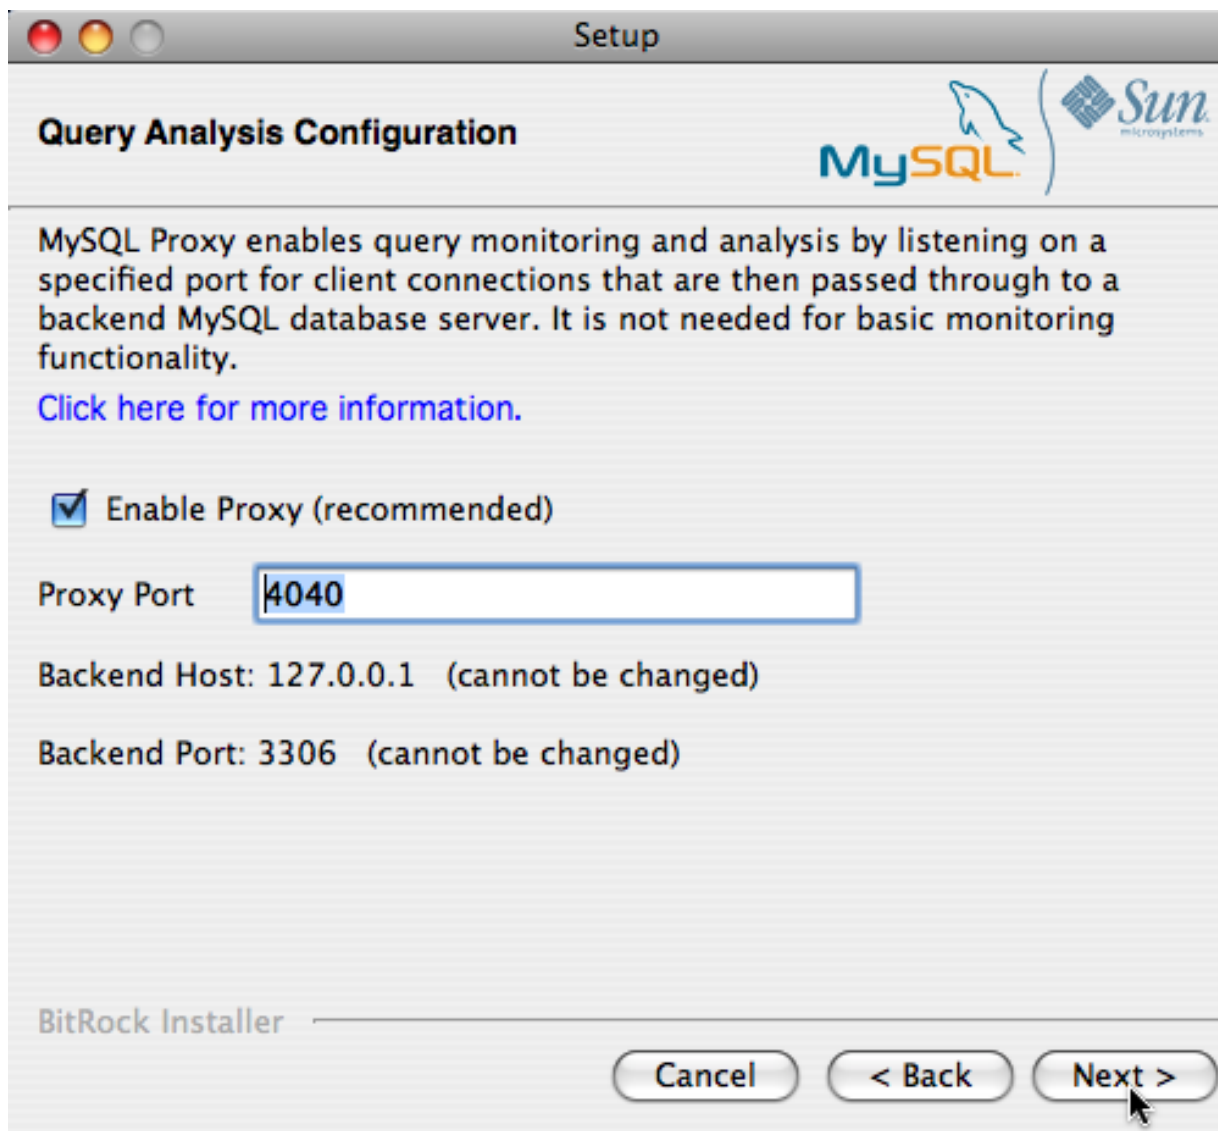 Setup
Query Analysis Configuration
MySQL
Sun
microsystems
MySQL Proxy enables query monitoring and analysis by listening on a
specified port for client connections that are then passed through to a
backend MySQL database server. It is not needed for basic monitoring
functionality.
Click here for more information.
Enable Proxy (recommended)
Proxy Port 4040
Backend Host: 127.0.0.1 (cannot be changed)
Backend Port: 3306 (cannot be changed)
BitRock Installer
Cancel < Back Next >